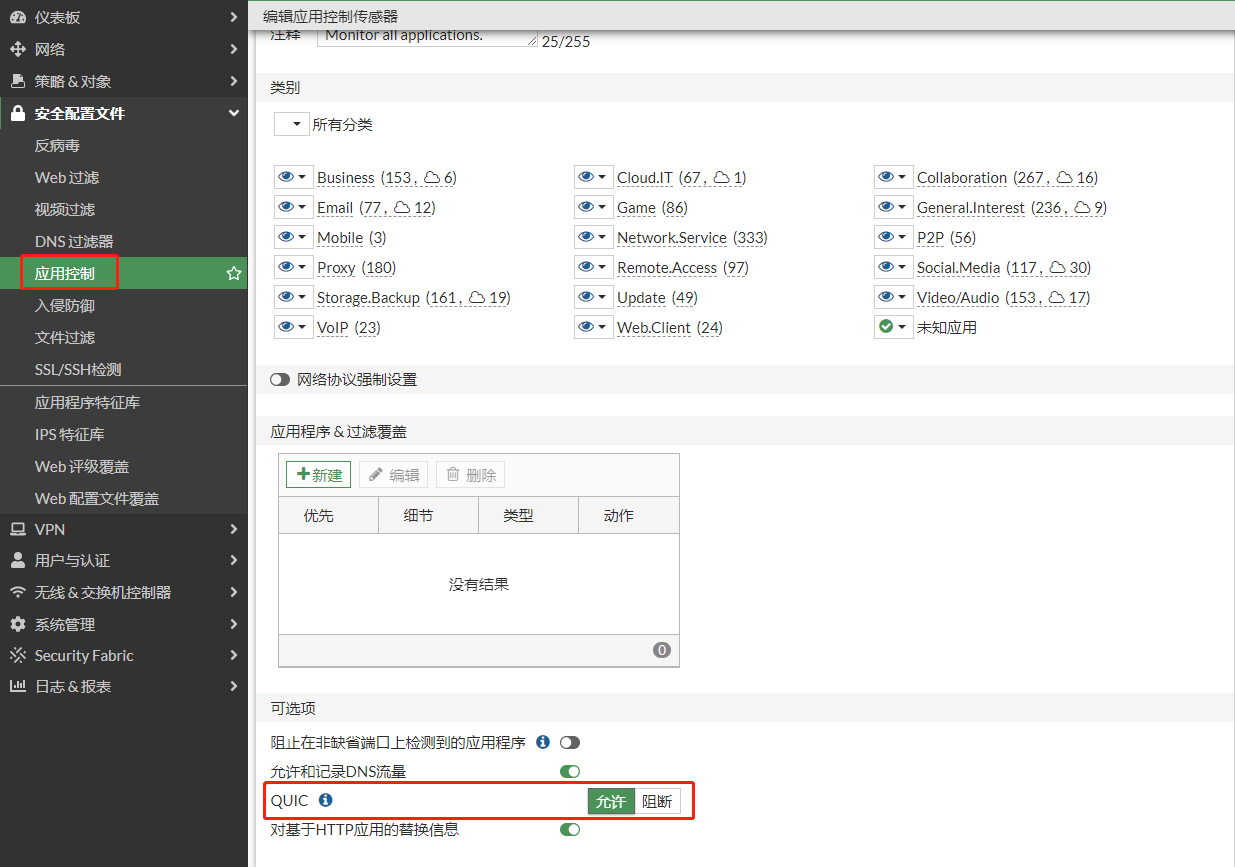 仪表板
网络
策略 & 对象
安全配置文件
反病毒
Web 过滤
视频过滤
DNS 过滤器
应用控制
入侵防御
文件过滤
SSL/SSH检测
应用程序特征库
IPS 特征库
Web 评级覆盖
Web 配置文件覆盖
VPN
用户与认证
无线 & 交换机控制器
系统管理
Security Fabric
日志 & 报表
编辑应用控制传感器
注释 Monitor all applications. 25/255
类别
所有分类
Business (153, 6) Cloud.IT (67, 1) Collaboration (267, 16)
Email (77, 12) Game (86) General.Interest (236, 9)
Mobile (3) Network.Service (333) P2P (56)
Proxy (180) Remote.Access (97) Social.Media (117, 30)
Storage.Backup (161, 19) Update (49) Video/Audio (153, 17)
VoIP (23) Web.Client (24) 未知应用
网络协议强制设置
应用程序 & 过滤覆盖
新建 编辑 删除
优先 细节 类型 动作
没有结果
0
可选项
阻止在非缺省端口上检测到的应用程序
允许和记录DNS流量
QUIC 允许 阻断
对基于HTTP应用的替换信息